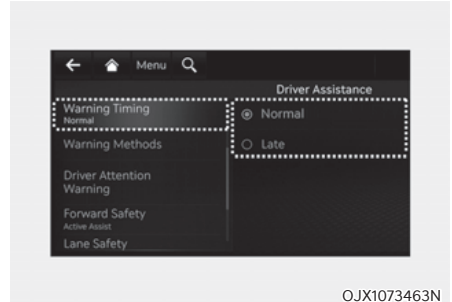 Menu
Driver Assistance
Warning Timing
Normal
Normal
Warning Methods
Late
Driver Attention
Warning
Forward Safety
Active Assist
Lane Safety
OJX1073463N